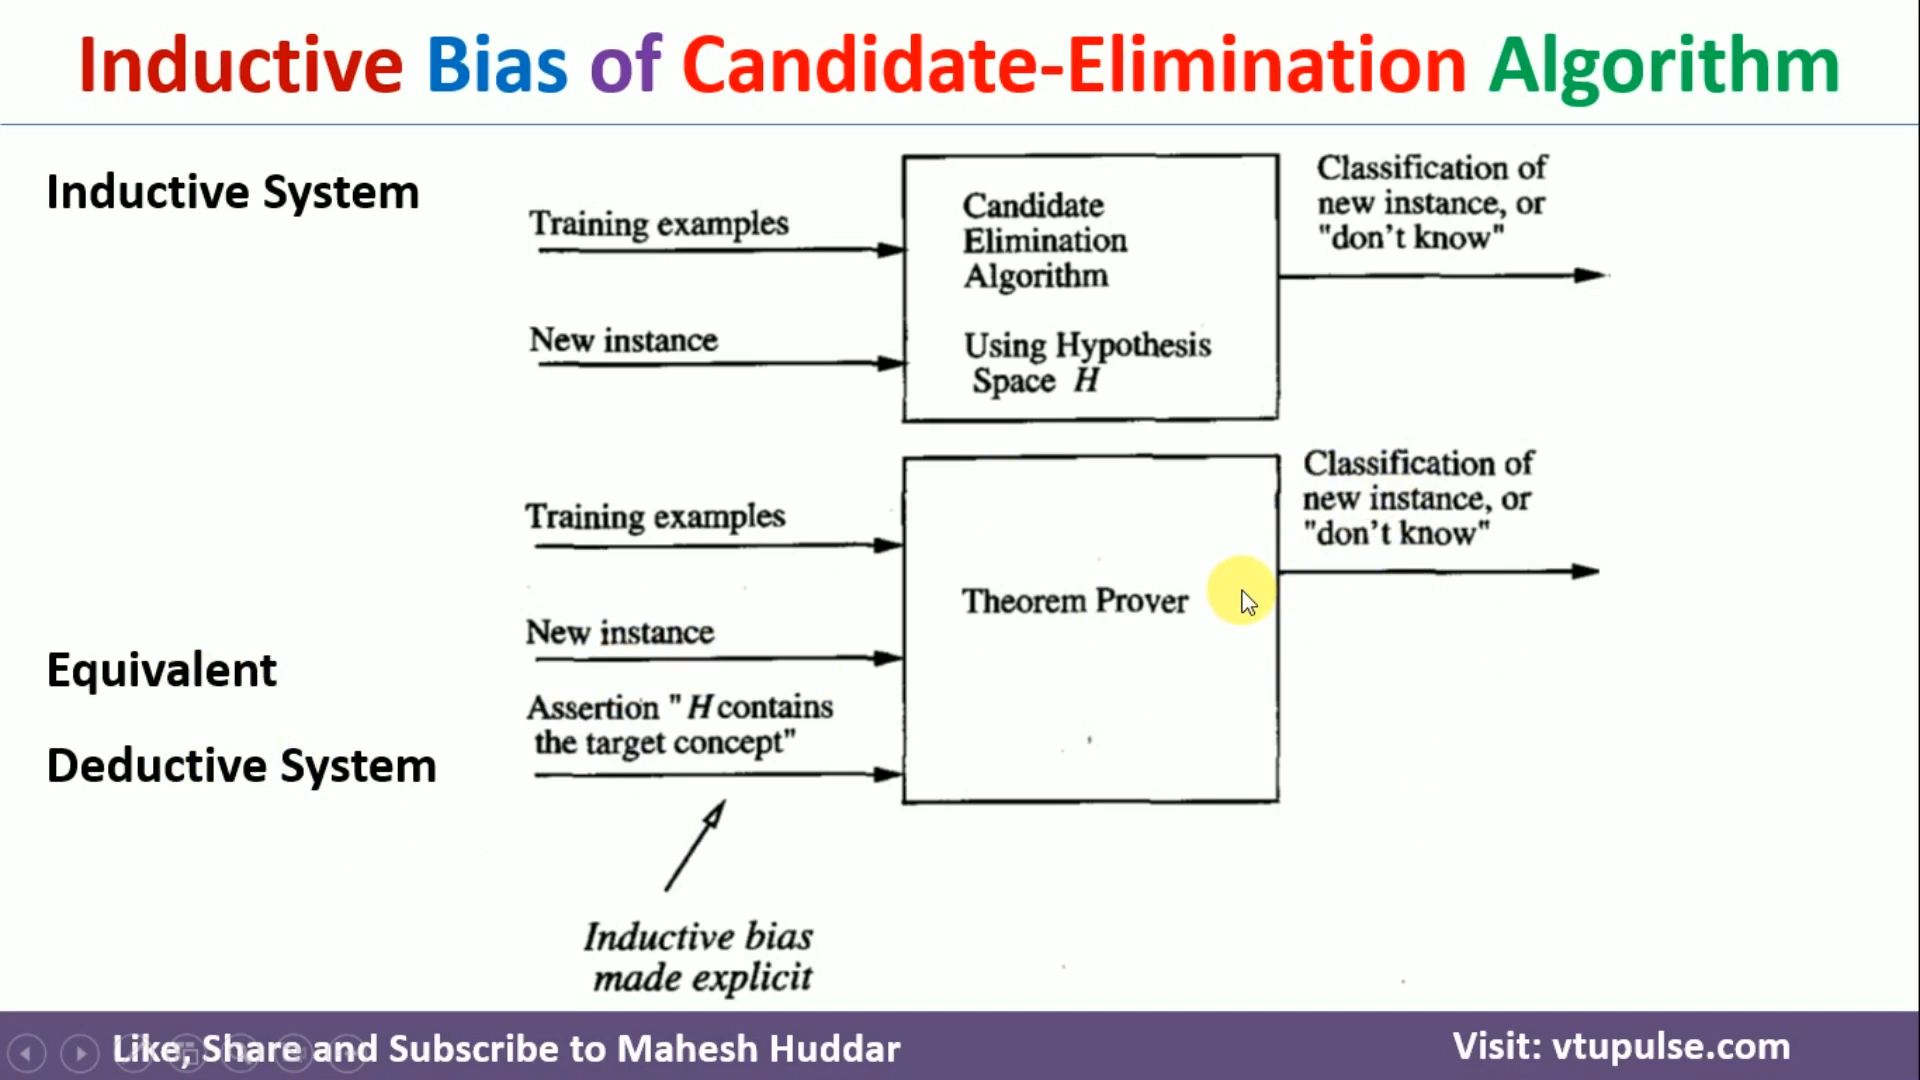 Inductive Bias of Candidate-Elimination Algorithm
Inductive System
Training examples
New instance
Candidate
Elimination
Algorithm
Using Hypothesis
Space H
Classification of
new instance, or
"don't know"
Equivalent
Deductive System
Training examples
New instance
Assertion " H contains
the target concept"
Theorem Prover
Classification of
new instance, or
"don't know"
Inductive bias
made explicit
Like, Share and Subscribe to Mahesh Huddar
Visit: vtupulse.com